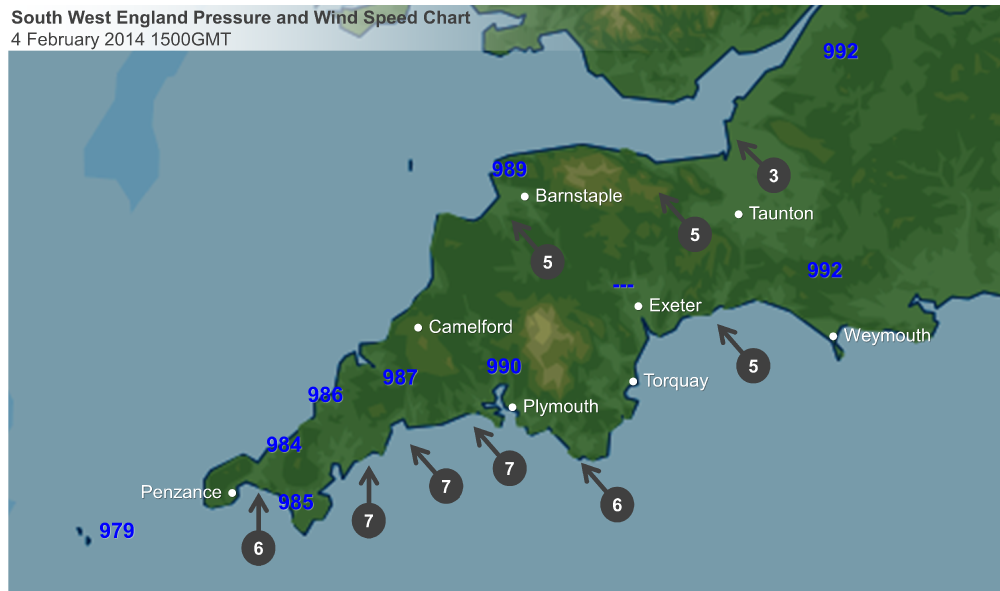 South West England Pressure and Wind Speed Chart
4 February 2014 1500GMT
992
989
Barnstaple
3
Taunton
5
5
992
---
Exeter
Camelford
Weymouth
990
5
987
Torquay
986
Plymouth
984
7
7
Penzance
985
6
7
979
6